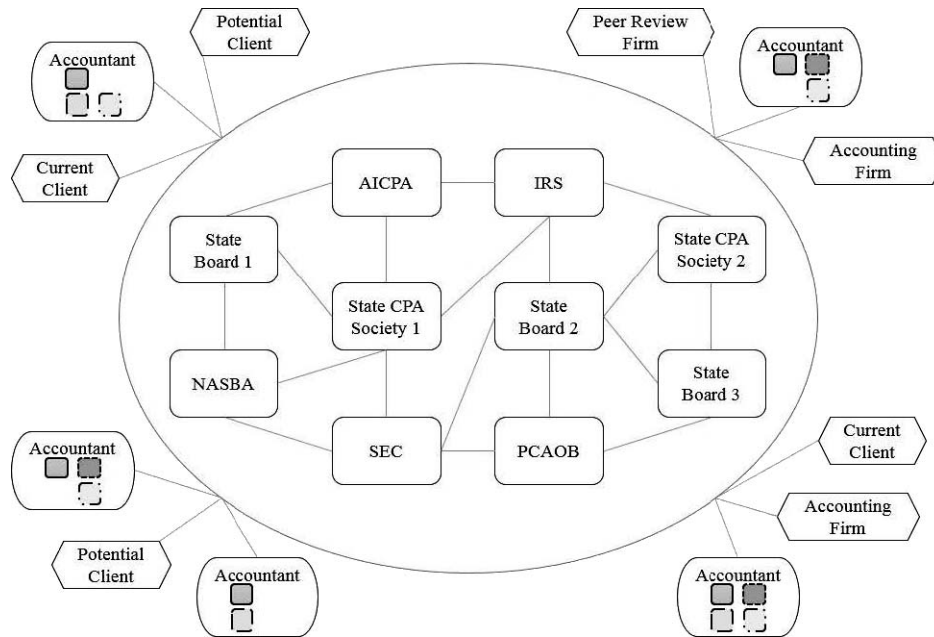 Potential
Client
Peer Review
Firm
Accountant
Accountant
Current
Client
Accounting
Firm
AICPA
IRS
State
Board 1
State CPA
Society 2
State CPA
Society 1
State
Board 2
NASBA
State
Board 3
SEC
PCAOB
Current
Client
Accountant
Accounting
Firm
Potential
Client
Accountant
Accountant